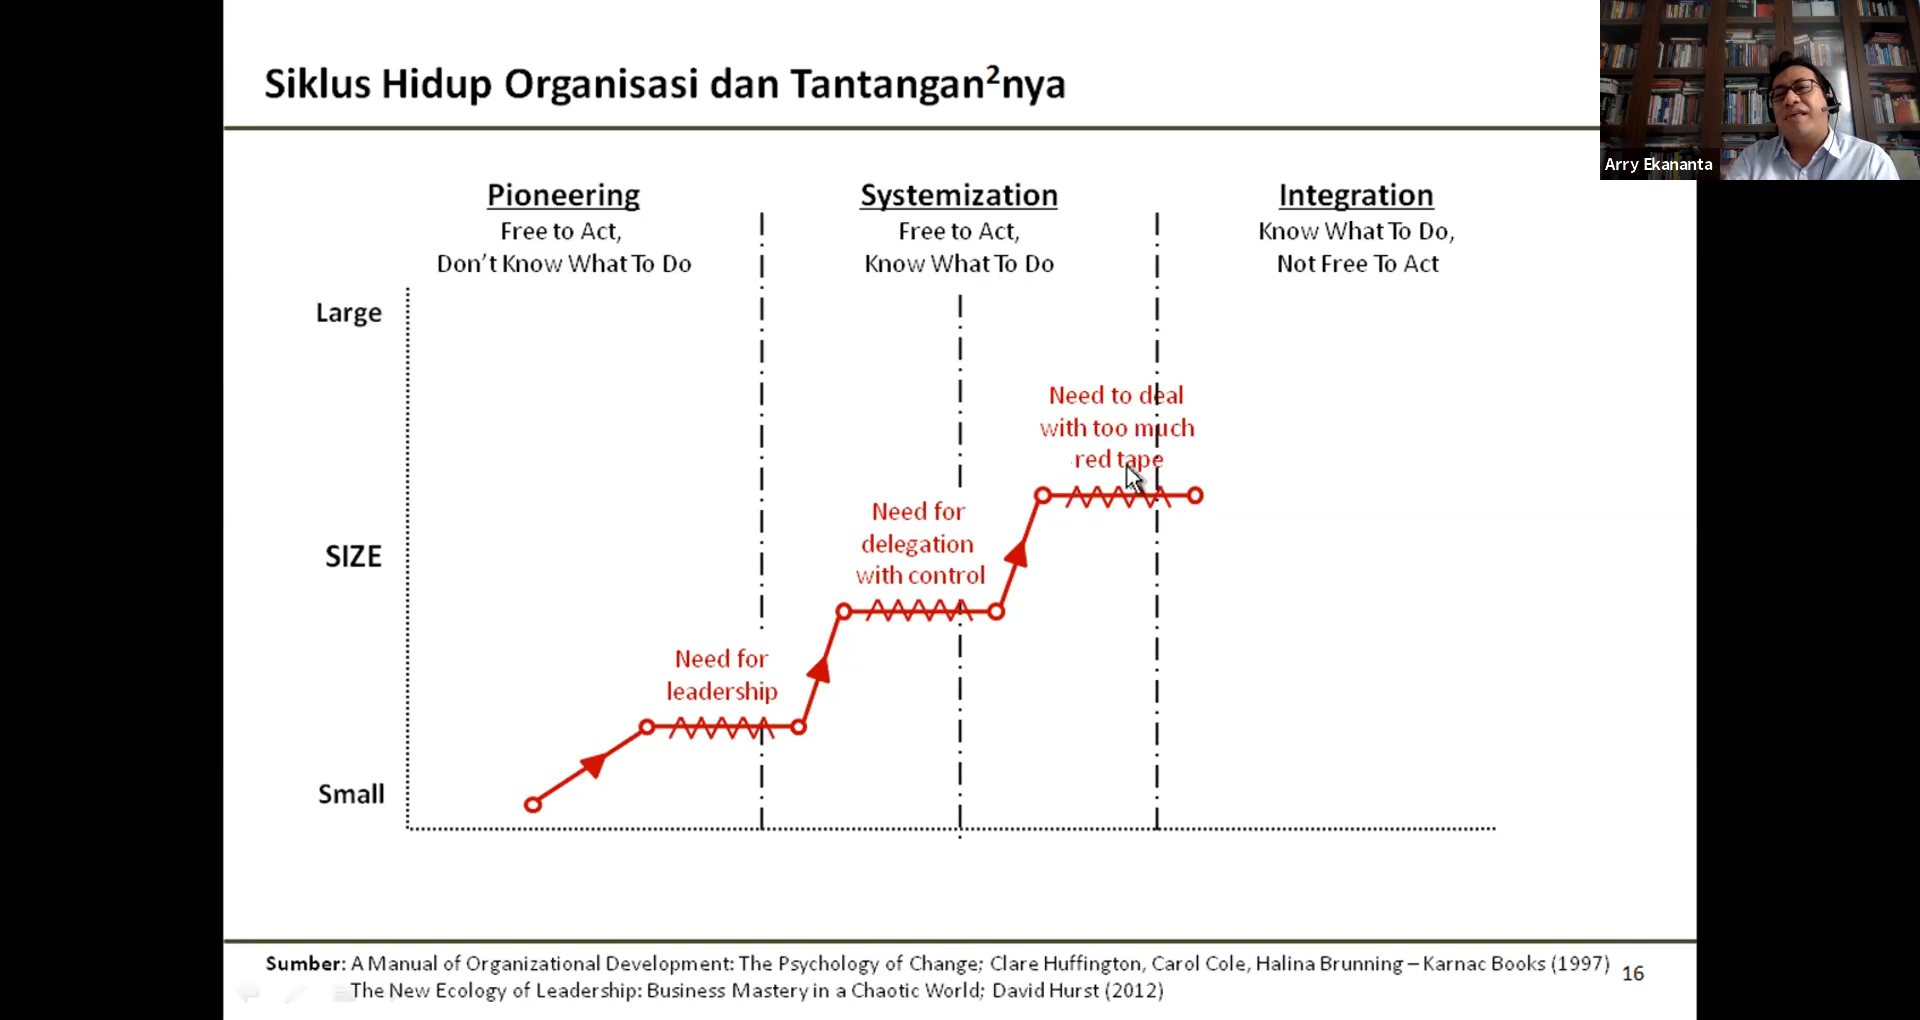 Siklus Hidup Organisasi dan Tantangan²nya
Arry Ekananta
Pioneering
Free to Act,
Don't Know What To Do
Systemization
Free to Act,
Know What To Do
Integration
Know What To Do,
Not Free To Act
Large
SIZE
Small
Need for
leadership
Need for
delegation
with control
Need to deal
with too much
red tape
Sumber: A Manual of Organizational Development: The Psychology of Change; Clare Huffington, Carol Cole, Halina Brunning – Karnac Books (1997)
The New Ecology of Leadership: Business Mastery in a Chaotic World; David Hurst (2012)
16